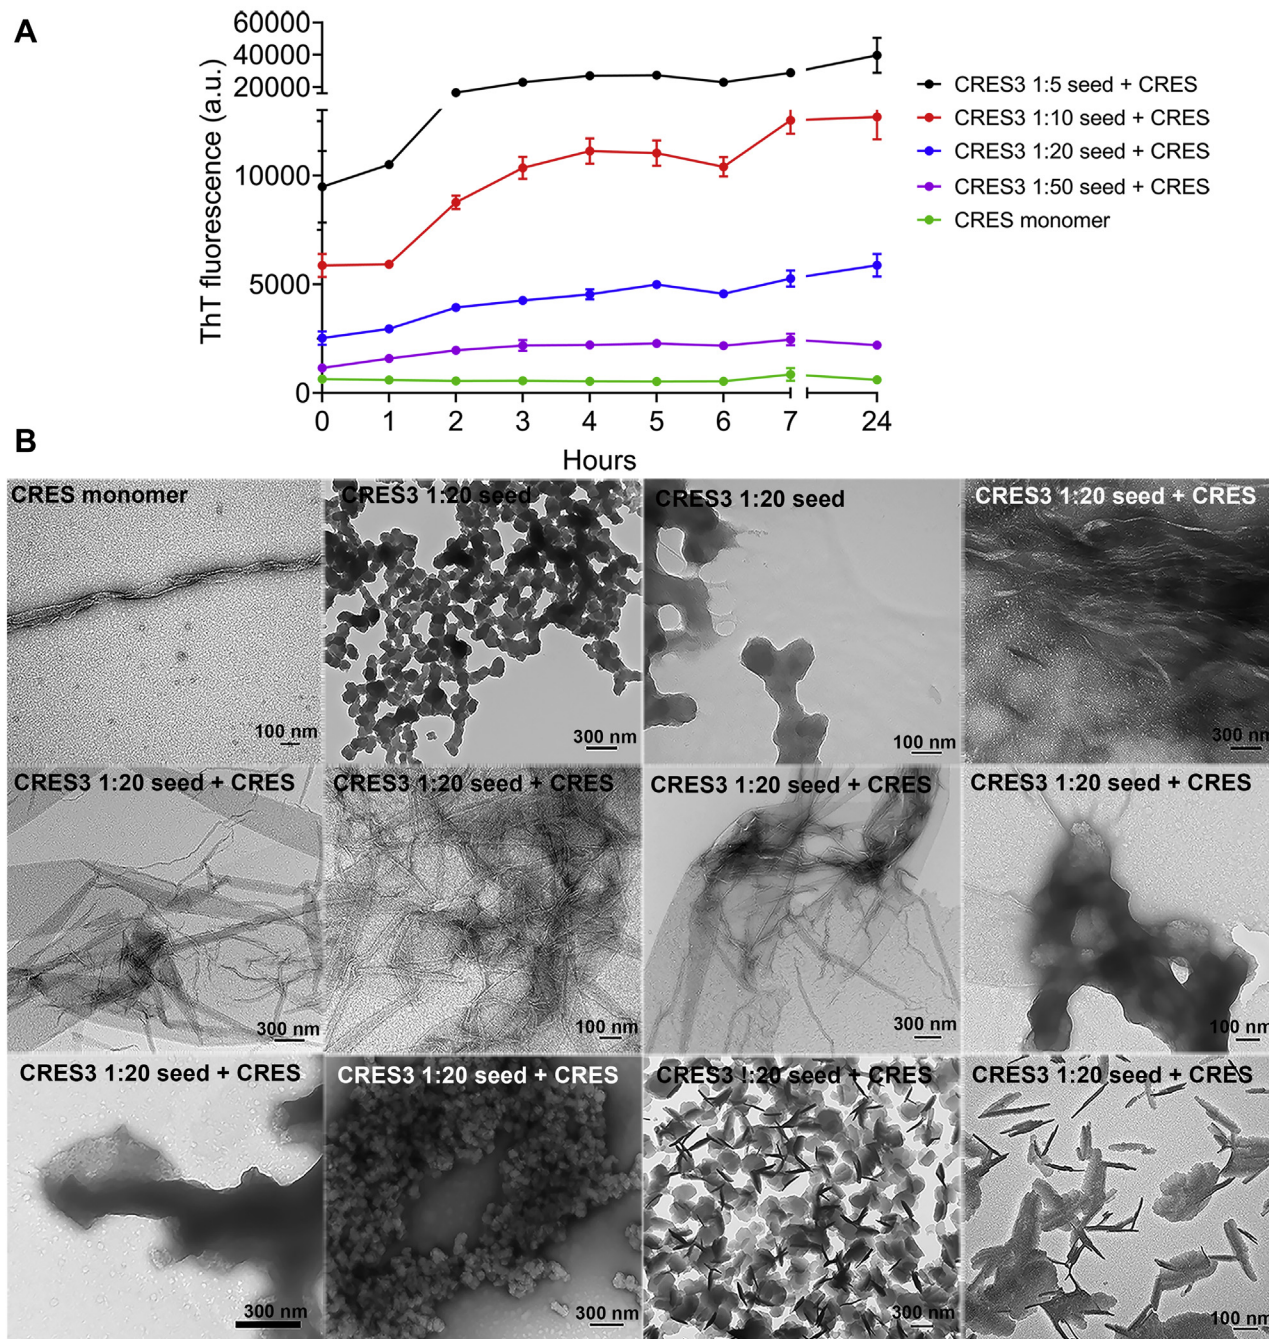 A
60000
40000
20000
10000
5000
0
ThT fluorescence (a.u.)
0 1 2 3 4 5 6 7 24
Hours
CRES3 1:5 seed + CRES
CRES3 1:10 seed + CRES
CRES3 1:20 seed + CRES
CRES3 1:50 seed + CRES
CRES monomer
B
CRES monomer
100 nm
CRES3 1:20 seed
300 nm
CRES3 1:20 seed
100 nm
CRES3 1:20 seed + CRES
300 nm
CRES3 1:20 seed + CRES
300 nm
CRES3 1:20 seed + CRES
100 nm
CRES3 1:20 seed + CRES
300 nm
CRES3 1:20 seed + CRES
100 nm
CRES3 1:20 seed + CRES
300 nm
CRES3 1:20 seed + CRES
300 nm
CRES3 1:20 seed + CRES
300 nm
CRES3 1:20 seed + CRES
100 nm